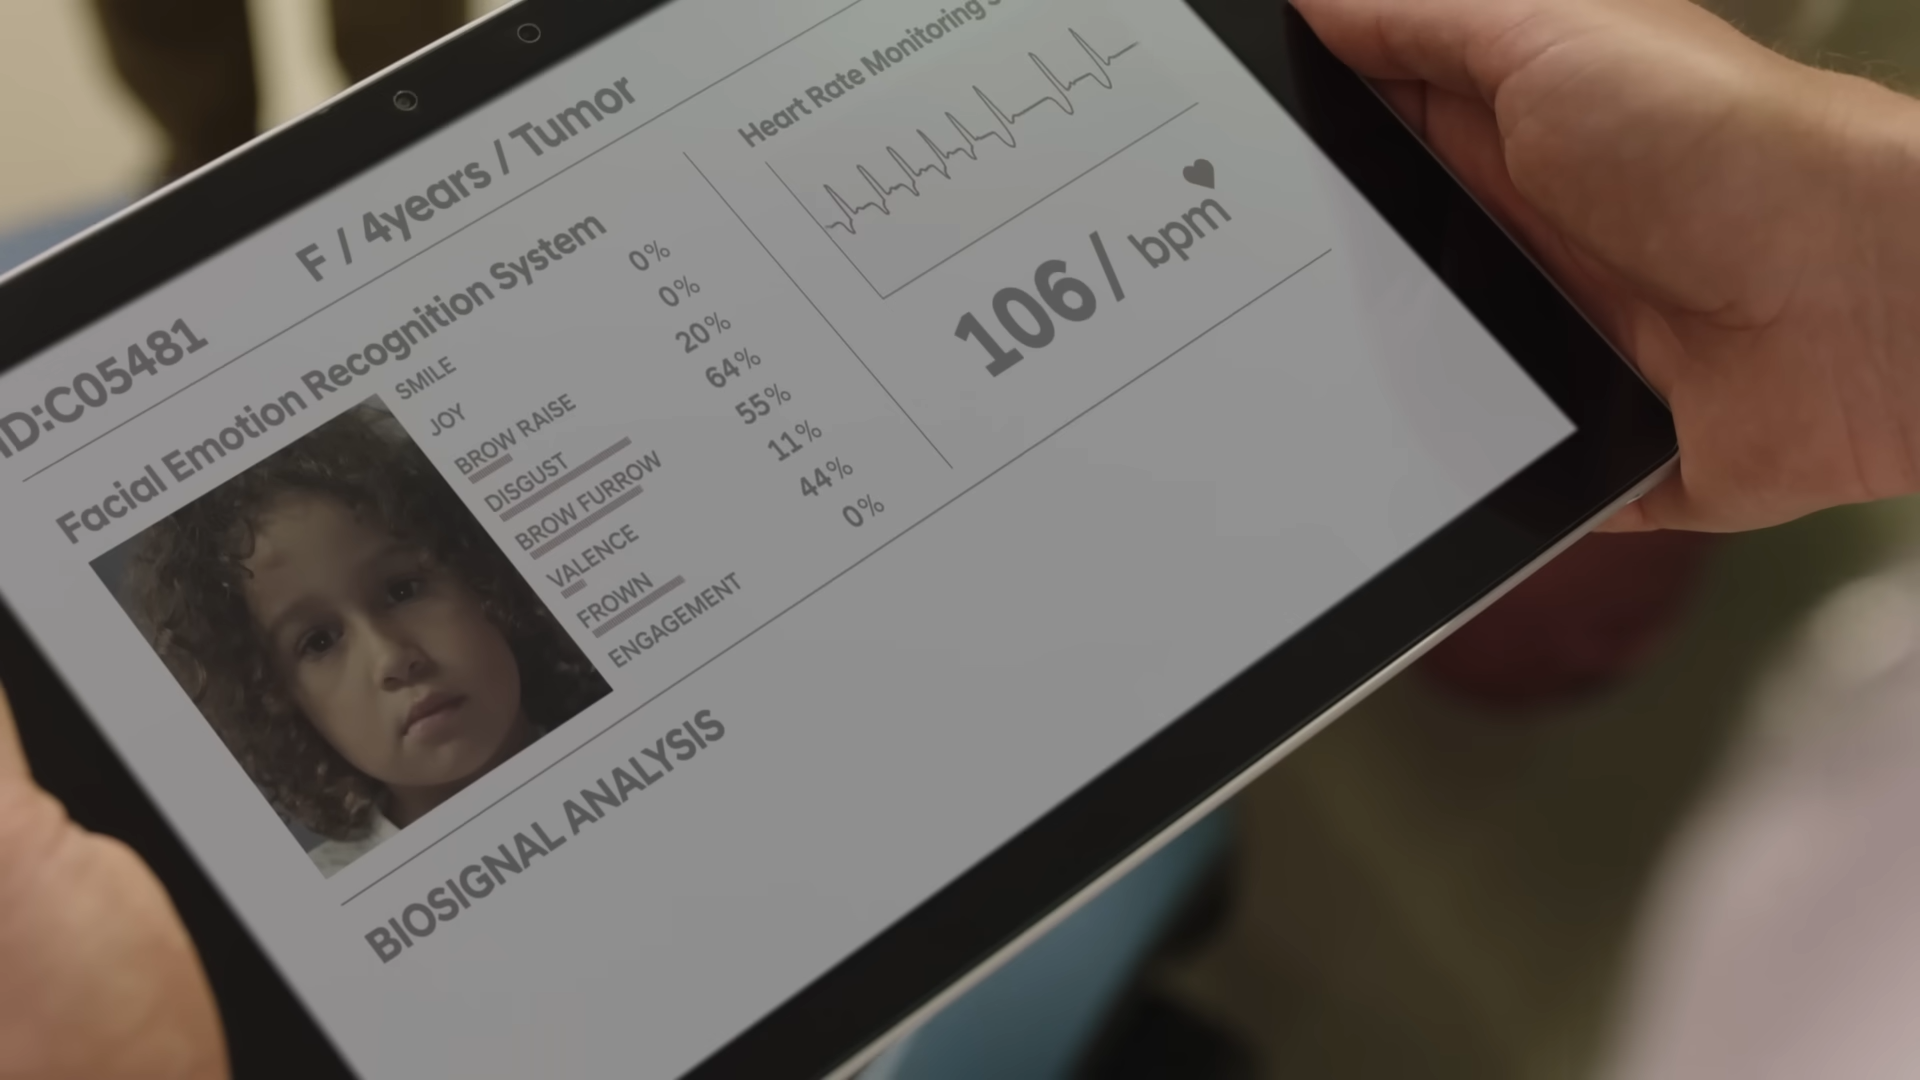 ID:C05481
F / 4years / Tumor
Facial Emotion Recognition System
SMILE 0%
JOY 0%
BROW RAISE 20%
DISGUST 64%
BROW FURROW 55%
VALENCE 11%
FROWN 44%
ENGAGEMENT 0%
Heart Rate Monitoring
106/ bpm
BIOSIGNAL ANALYSIS